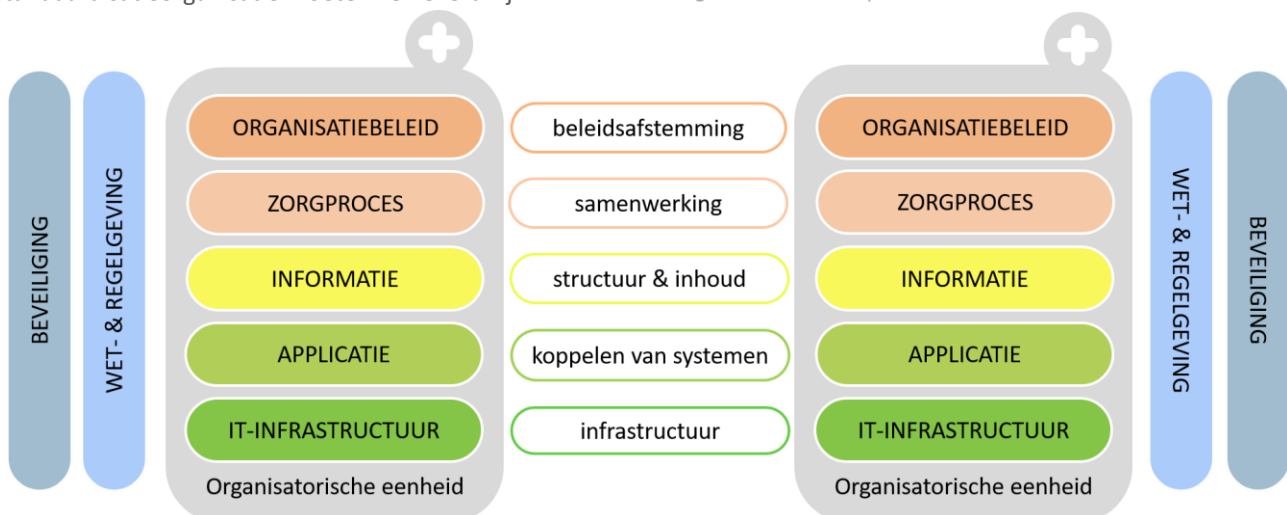 BEVEILIGING
WET- & REGELGEVING
ORGANISATIEBELEID
ZORGPROCES
INFORMATIE
APPLICATIE
IT-INFRASTRUCTUUR
Organisatorische eenheid
beleidsafstemming
samenwerking
structuur & inhoud
koppelen van systemen
infrastructuur
ORGANISATIEBELEID
ZORGPROCES
INFORMATIE
APPLICATIE
IT-INFRASTRUCTUUR
Organisatorische eenheid
WET- & REGELGEVING
BEVEILIGING